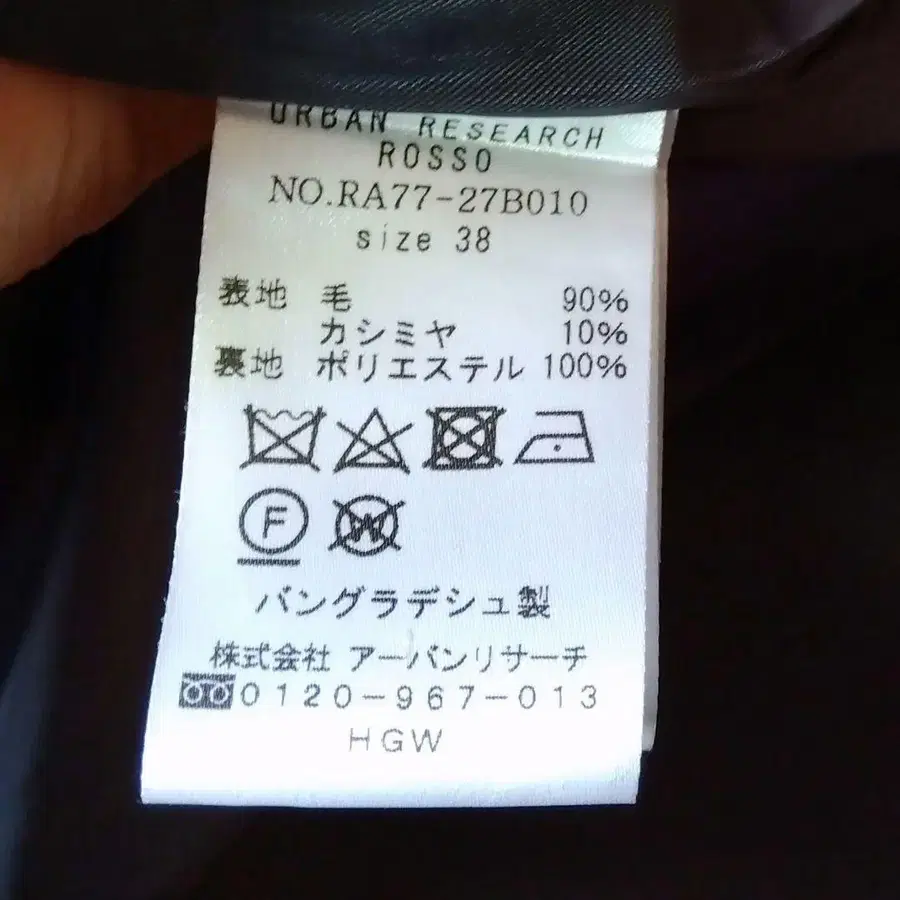 URBAN RESEARCH
ROSSO
NO.RA77-27B010
size 38
表地 毛 90%
カシミヤ 10%
裏地 ポリエステル 100%
F W
バングラデシュ製
株式会社 アーバンリサーチ
0120-967-013
HGW